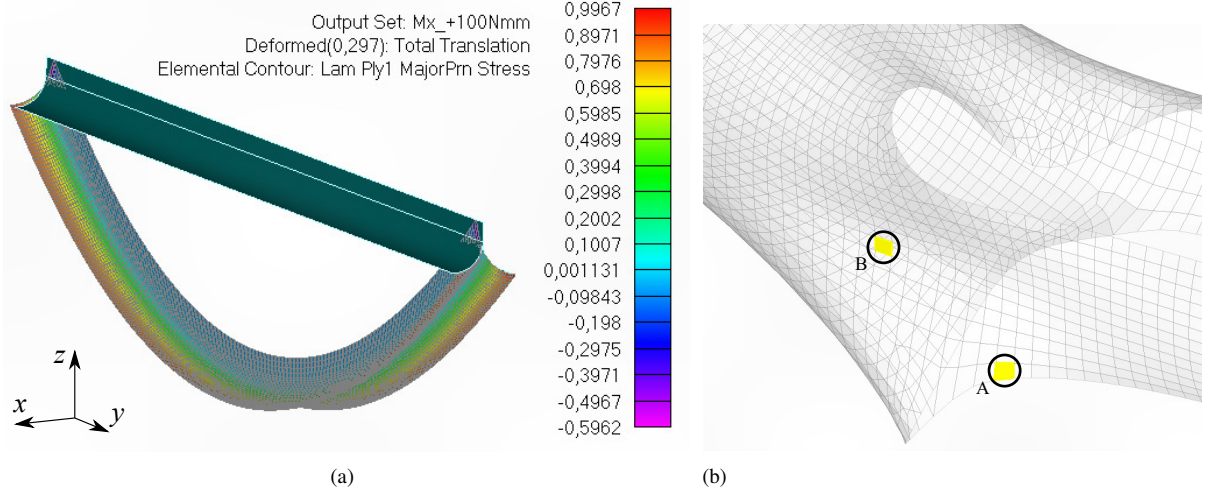 Output Set: Mx_+100Nmm
Deformed(0,297): Total Translation
Elemental Contour: Lam Ply1 MajorPrn Stress
0,9967
0,8971
0,7976
0,698
0,5985
0,4989
0,3994
0,2998
0,2002
0,1007
0,001131
-0,09843
-0,198
-0,2975
-0,3971
-0,4967
-0,5962
z
x
y
B
A
(a)
(b)